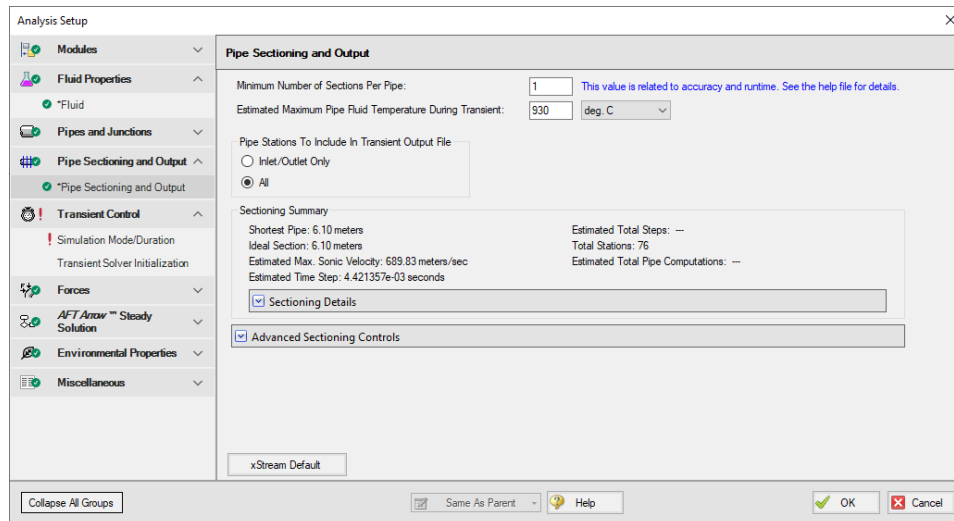 Analysis Setup
Modules
Fluid Properties
*Fluid
Pipes and Junctions
Pipe Sectioning and Output
*Pipe Sectioning and Output
Transient Control
Simulation Mode/Duration
Transient Solver Initialization
Forces
AFT Arrow ™ Steady
Solution
Environmental Properties
Miscellaneous
Collapse All Groups
Pipe Sectioning and Output
Minimum Number of Sections Per Pipe: 1 This value is related to accuracy and runtime. See the help file for details.
Estimated Maximum Pipe Fluid Temperature During Transient: 930 deg. C
Pipe Stations To Include In Transient Output File
Inlet/Outlet Only
All
Sectioning Summary
Shortest Pipe: 6.10 meters
Ideal Section: 6.10 meters
Estimated Max. Sonic Velocity: 689.83 meters/sec
Estimated Time Step: 4.421357e-03 seconds
Estimated Total Steps: ---
Total Stations: 76
Estimated Total Pipe Computations: ---
Sectioning Details
Advanced Sectioning Controls
xStream Default
Same As Parent
Help
OK
Cancel